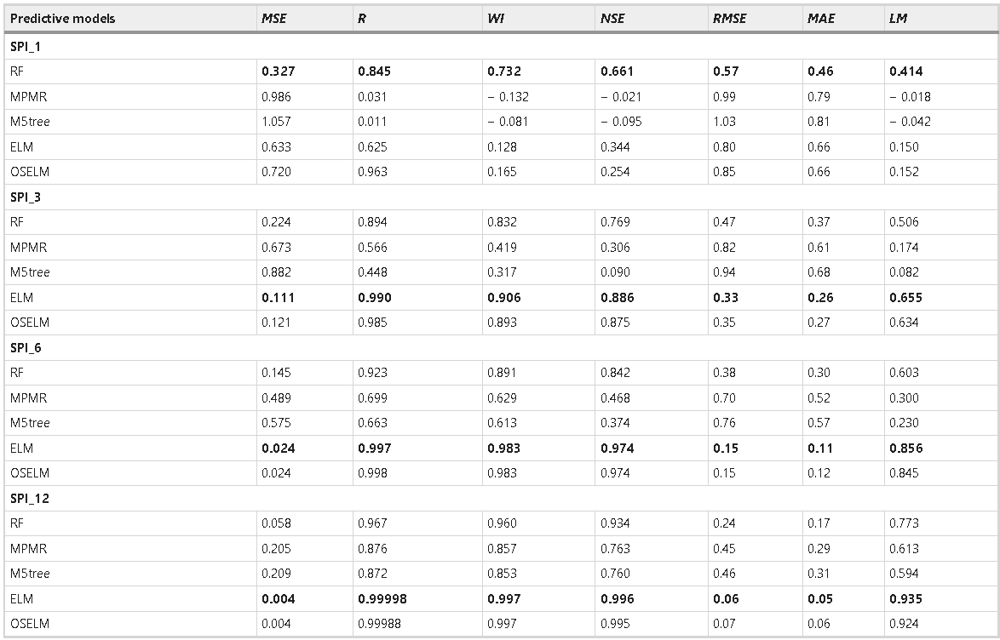 Predictive models MSE R WI NSE RMSE MAE LM
SPI_1
RF 0.327 0.845 0.732 0.661 0.57 0.46 0.414
MPMR 0.986 0.031 − 0.132 − 0.021 0.99 0.79 − 0.018
M5tree 1.057 0.011 − 0.081 − 0.095 1.03 0.81 − 0.042
ELM 0.633 0.625 0.128 0.344 0.80 0.66 0.150
OSELM 0.720 0.963 0.165 0.254 0.85 0.66 0.152
SPI_3
RF 0.224 0.894 0.832 0.769 0.47 0.37 0.506
MPMR 0.673 0.566 0.419 0.306 0.82 0.61 0.174
M5tree 0.882 0.448 0.317 0.090 0.94 0.68 0.082
ELM 0.111 0.990 0.906 0.886 0.33 0.26 0.655
OSELM 0.121 0.985 0.893 0.875 0.35 0.27 0.634
SPI_6
RF 0.145 0.923 0.891 0.842 0.38 0.30 0.603
MPMR 0.489 0.699 0.629 0.468 0.70 0.52 0.300
M5tree 0.575 0.663 0.613 0.374 0.76 0.57 0.230
ELM 0.024 0.997 0.983 0.974 0.15 0.11 0.856
OSELM 0.024 0.998 0.983 0.974 0.15 0.12 0.845
SPI_12
RF 0.058 0.967 0.960 0.934 0.24 0.17 0.773
MPMR 0.205 0.876 0.857 0.763 0.45 0.29 0.613
M5tree 0.209 0.872 0.853 0.760 0.46 0.31 0.594
ELM 0.004 0.99998 0.997 0.996 0.06 0.05 0.935
OSELM 0.004 0.99988 0.997 0.995 0.07 0.06 0.924